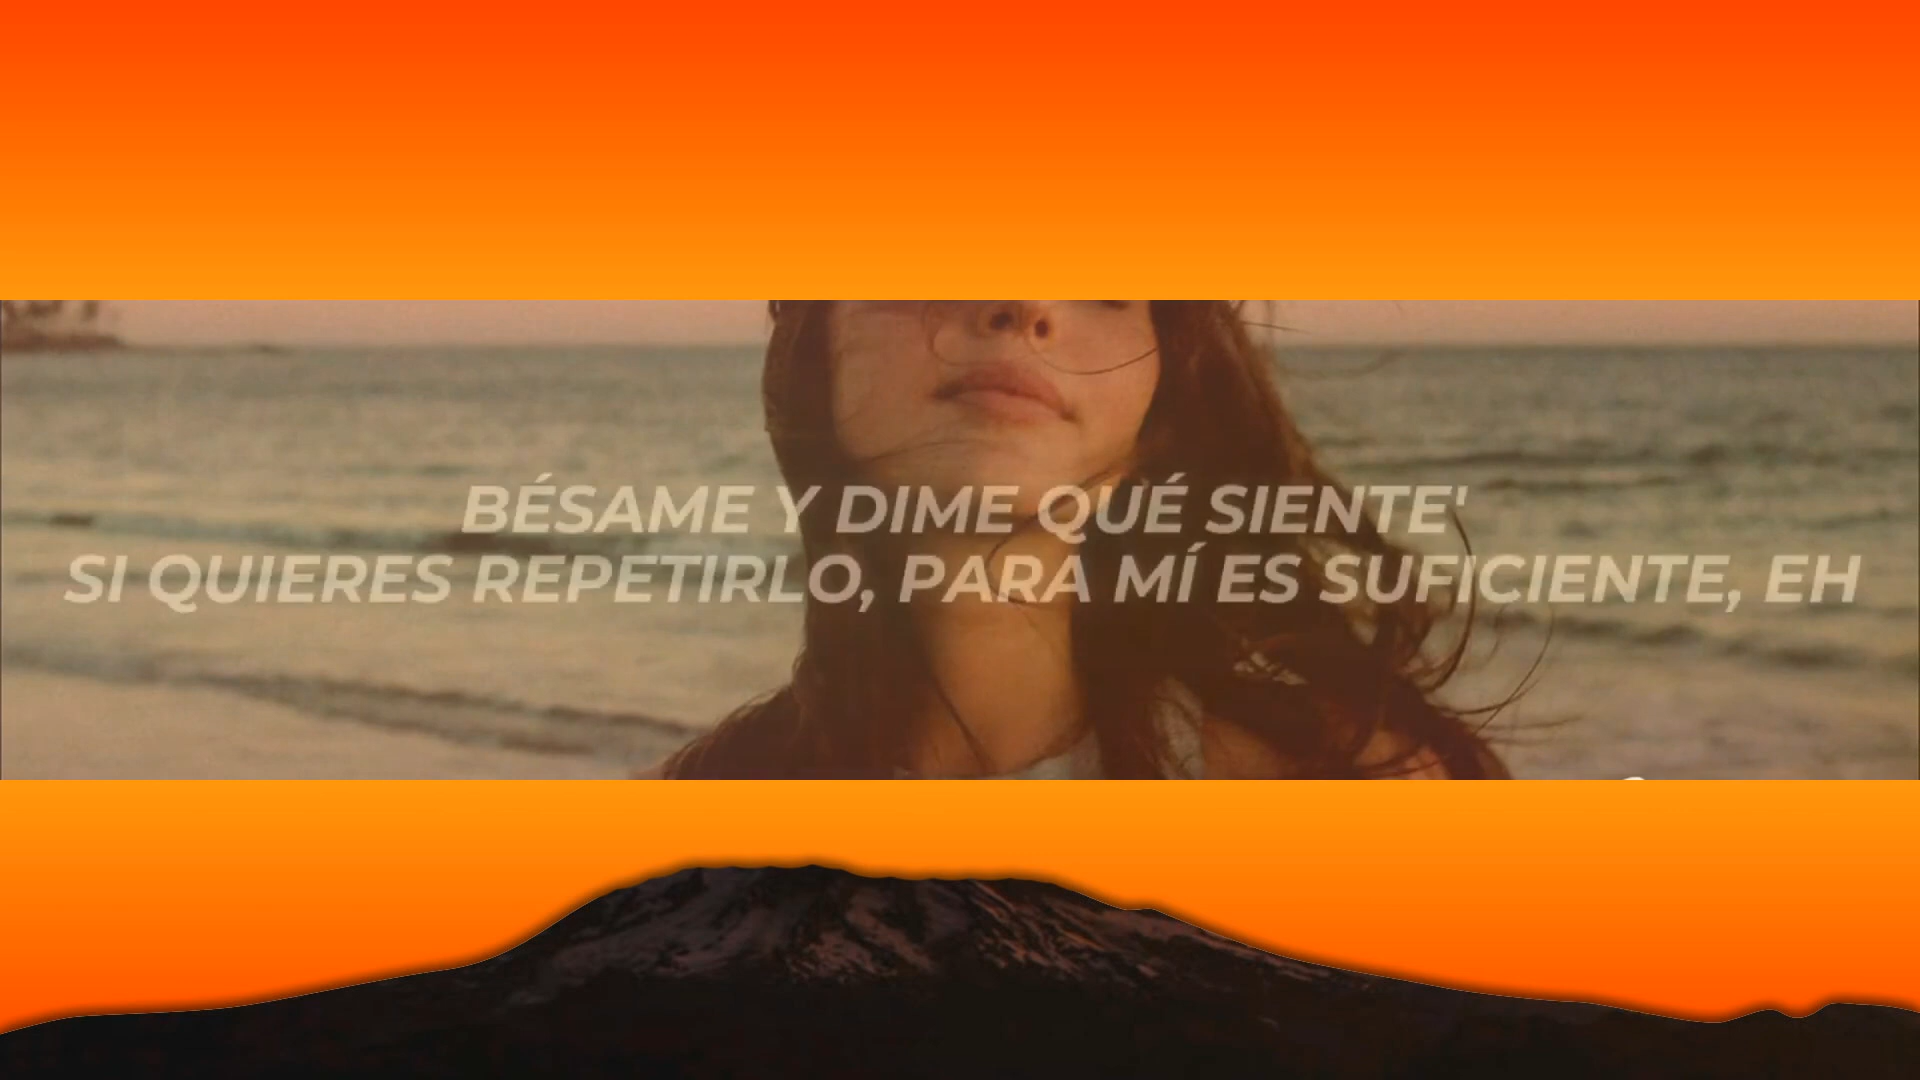 BÉSAME Y DIME QUÉ SIENTE'
SI QUIERES REPETIRLO, PARA MÍ ES SUFICIENTE, EH